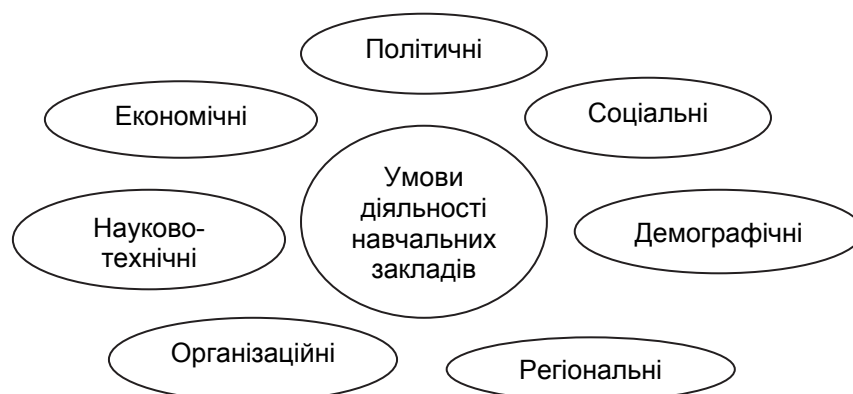 Політичні
Економічні
Соціальні
Умови
діяльності
навчальних
закладів
Науково-
технічні
Демографічні
Організаційні
Регіональні